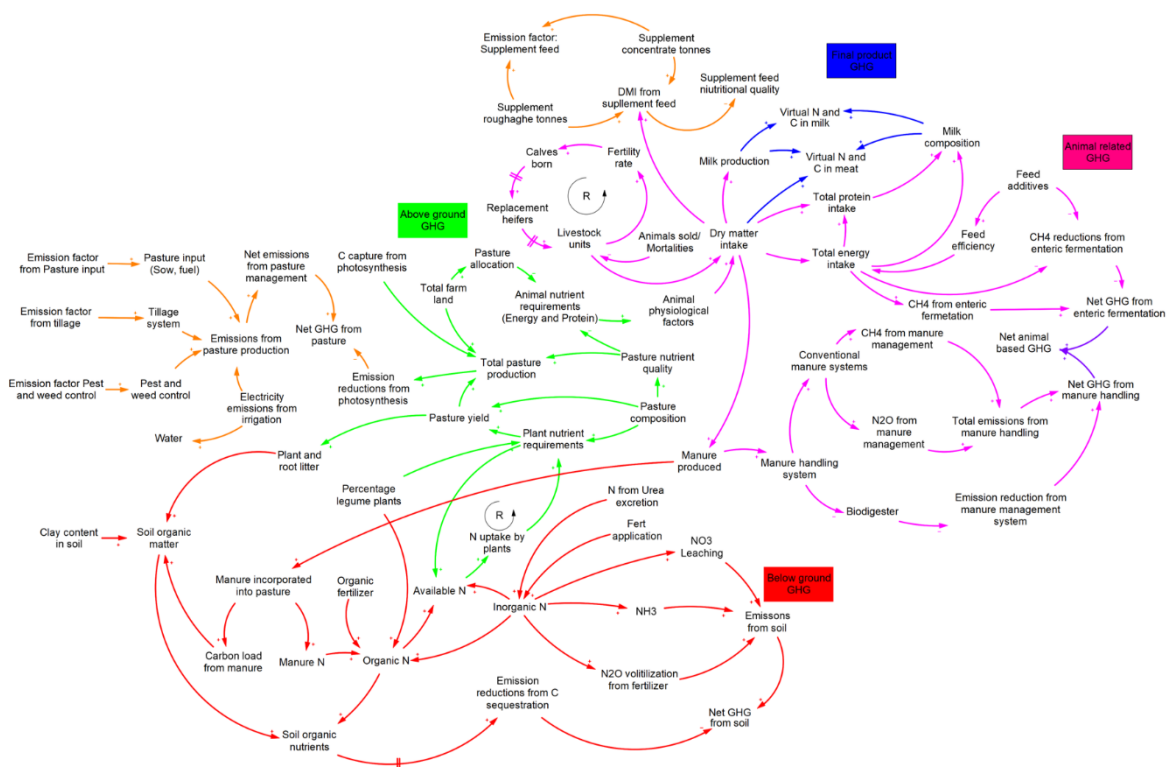 Emission factor:
Supplement feed
Supplement
concentrate tonnes
Final product
GHG
Supplement feed
niutritional quality
DMI from
suplement feed
Supplement
roughaghe tonnes
Virtual N and
C in milk
Milk
composition
Animal related
GHG
Calves
born
Fertility
rate
Milk production
Virtual N and
C in meat
Feed
additives
Replacement
heifers
R
Total protein
intake
Above ground
GHG
Livestock
units
Animals sold/
Mortalities
Dry matter
intake
Feed
efficiency
CH4 reductions from
enteric fermentation
Total energy
intake
Emission factor
from Pasture input
Pasture input
(Sow, fuel)
Net emissions
from pasture
management
C capture from
photosynthesis
Pasture
allocation
Total farm
land
Animal nutrient
requirements
(Energy and Protein)
Animal
physiological
factors
CH4 from enteric
fermetation
Net GHG from
enteric fermentation
Emission factor
from tillage
Tillage
system
Net GHG from
pasture
Emissions from
pasture production
CH4 from manure
management
Net animal
based GHG
Conventional
manure systems
Total pasture
production
Pasture nutrient
quality
Emission
reductions from
photosynthesis
Emission factor Pest
and weed control
Pest and
weed control
Electricity
emissions from
irrigation
Net GHG from
manure handling
Pasture yield
Pasture
composition
N2O from
manure
management
Total emissions from
manure handling
Water
Plant nutrient
requirements
Plant and
root litter
Manure
produced
Manure handling
system
Percentage
legume plants
N from Urea
excretion
Emission reduction from
manure management
system
Biodigester
R
N uptake by
plants
Fert
application
Clay content
in soil
Soil organic
matter
NO3
Leaching
Manure incorporated
into pasture
Organic
fertilizer
Available N
Inorganic N
NH3
Below ground
GHG
Emissons
from soil
Carbon load
from manure
Manure N
Organic N
N2O volitilization
from fertilizer
Emission
reductions from C
sequestration
Net GHG
from soil
Soil organic
nutrients